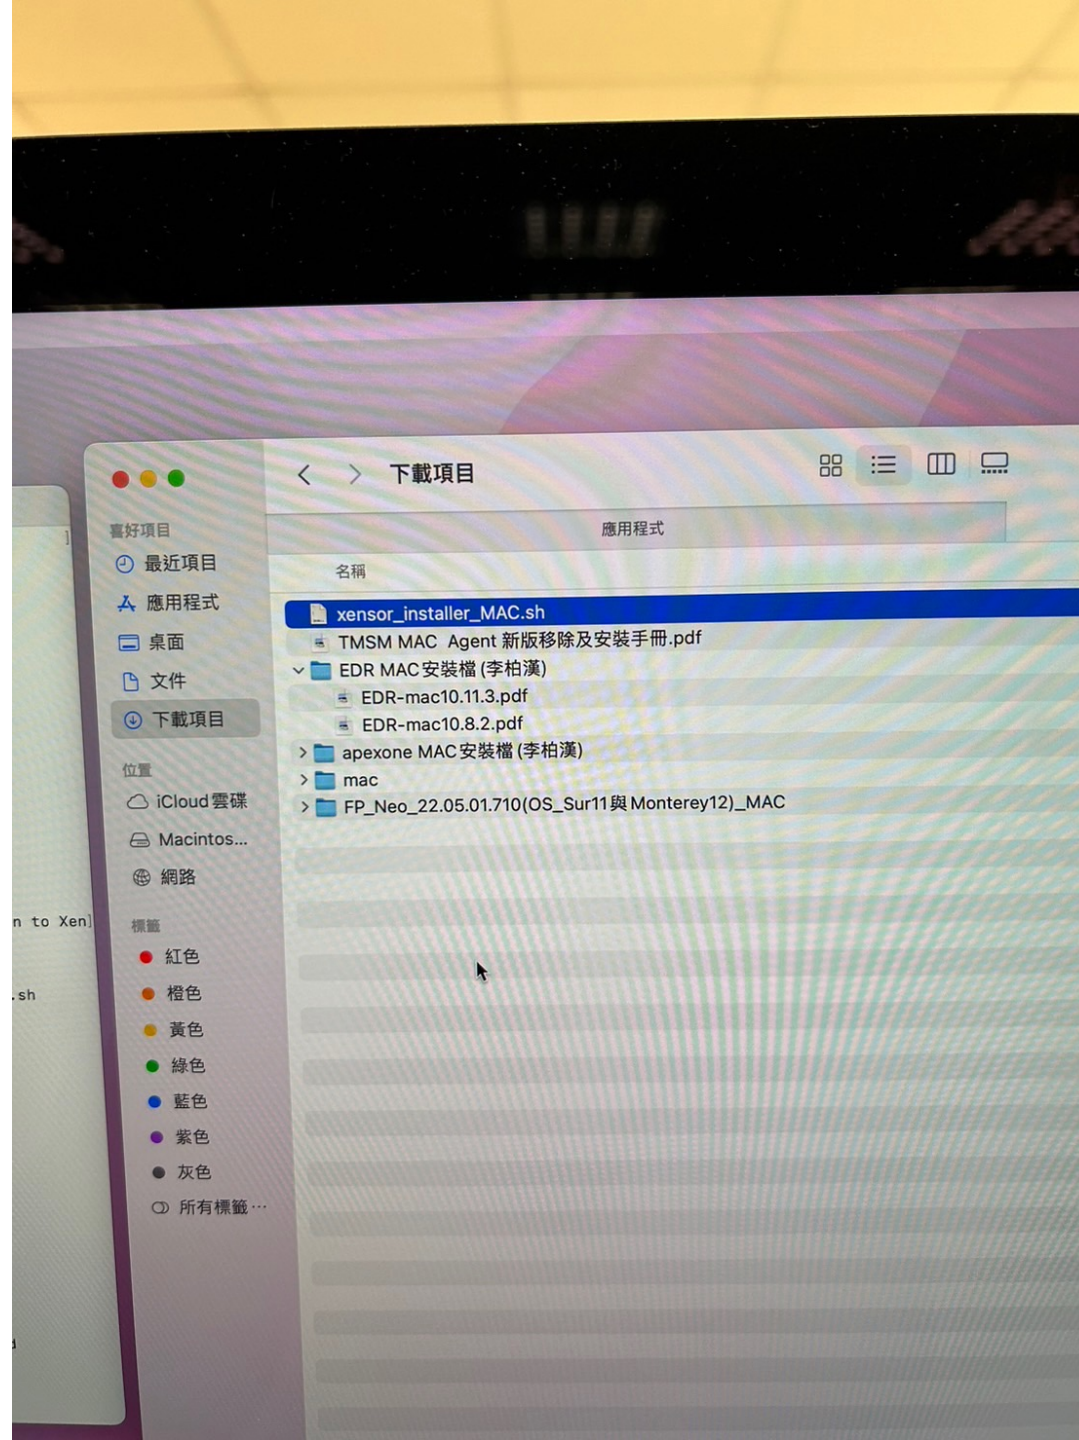 下載項目
應用程式
名稱
xensor_installer_MAC.sh
TMSM MAC Agent 新版移除及安裝手冊.pdf
EDR MAC安裝檔 (李柏漢)
EDR-mac10.11.3.pdf
EDR-mac10.8.2.pdf
apexone MAC安裝檔 (李柏漢)
mac
FP_Neo_22.05.01.710(OS_Sur11與Monterey12)_MAC
喜好項目
最近項目
應用程式
桌面
文件
下載項目
位置
iCloud雲碟
Macintos...
網路
標籤
紅色
橙色
黃色
綠色
藍色
紫色
灰色
所有標籤…
]
n to Xen]
.sh